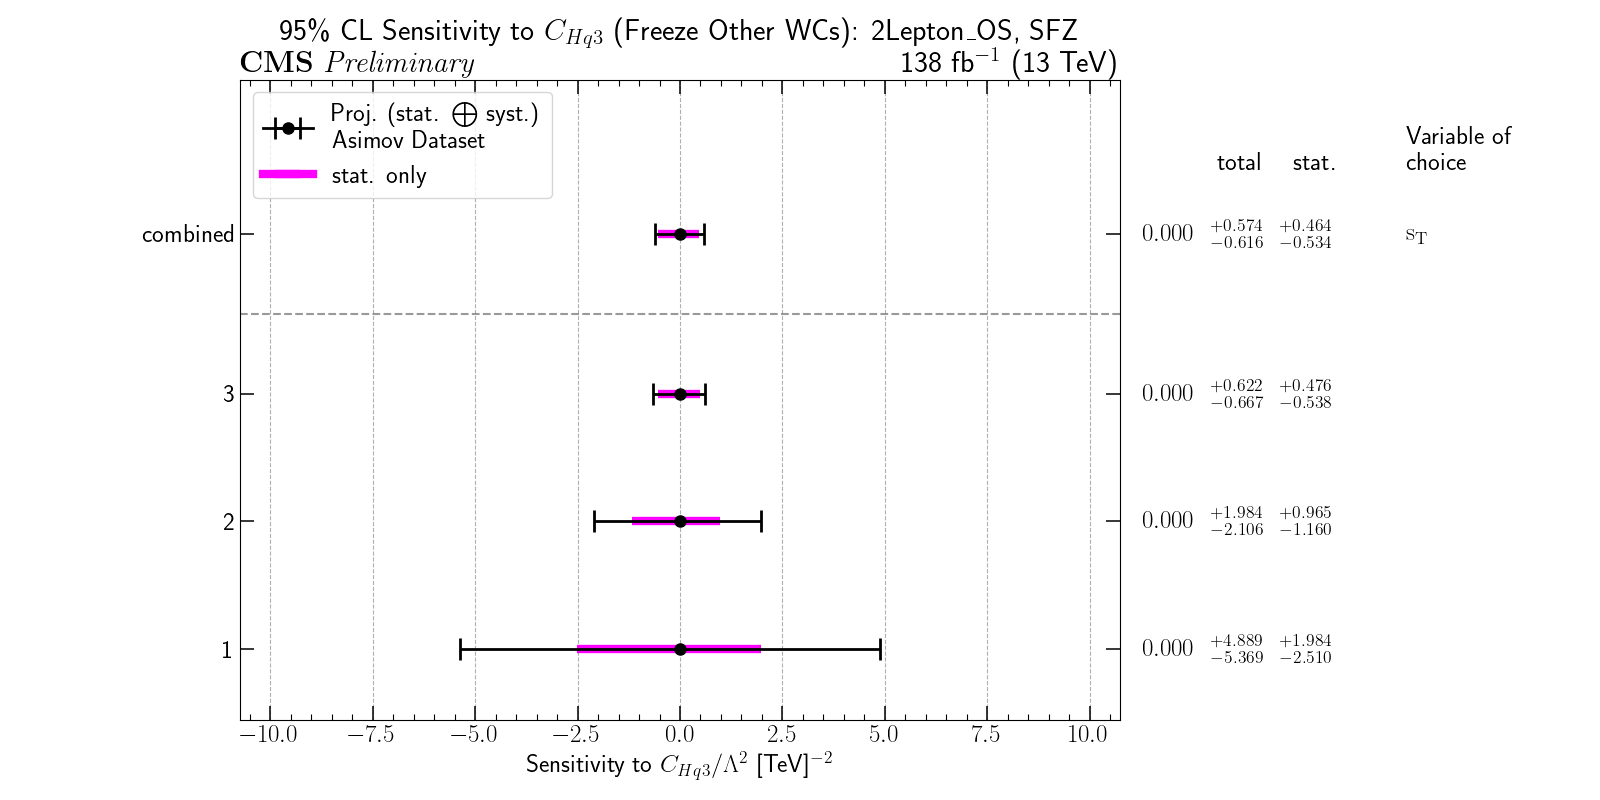 95% CL Sensitivity to C_{Hq3} (Freeze Other WCs): 2Lepton_OS, SFZ
CMS Preliminary 138 fb^{−1} (13 TeV)
Proj. (stat. ⨁ syst.)
Asimov Dataset
stat. only
Variable of
choice
total stat.
combined 0.000 +0.574 −0.616 +0.464 −0.534 s_T
3 0.000 +0.622 −0.667 +0.476 −0.538
2 0.000 +1.984 −2.106 +0.965 −1.160
1 0.000 +4.889 −5.369 +1.984 −2.510
−10.0 −7.5 −5.0 −2.5 0.0 2.5 5.0 7.5 10.0
Sensitivity to C_{Hq3}/Λ^2 [TeV]^{−2}